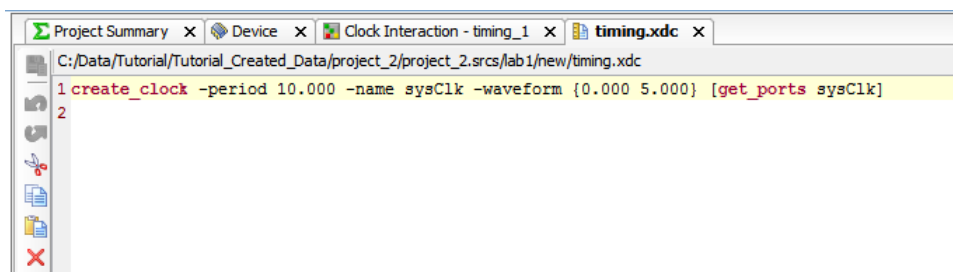 Project Summary Device Clock Interaction - timing_1 timing.xdc
C:/Data/Tutorial/Tutorial_Created_Data/project_2/project_2.srcs/lab1/new/timing.xdc
1 create_clock -period 10.000 -name sysClk -waveform {0.000 5.000} [get_ports sysClk]
2